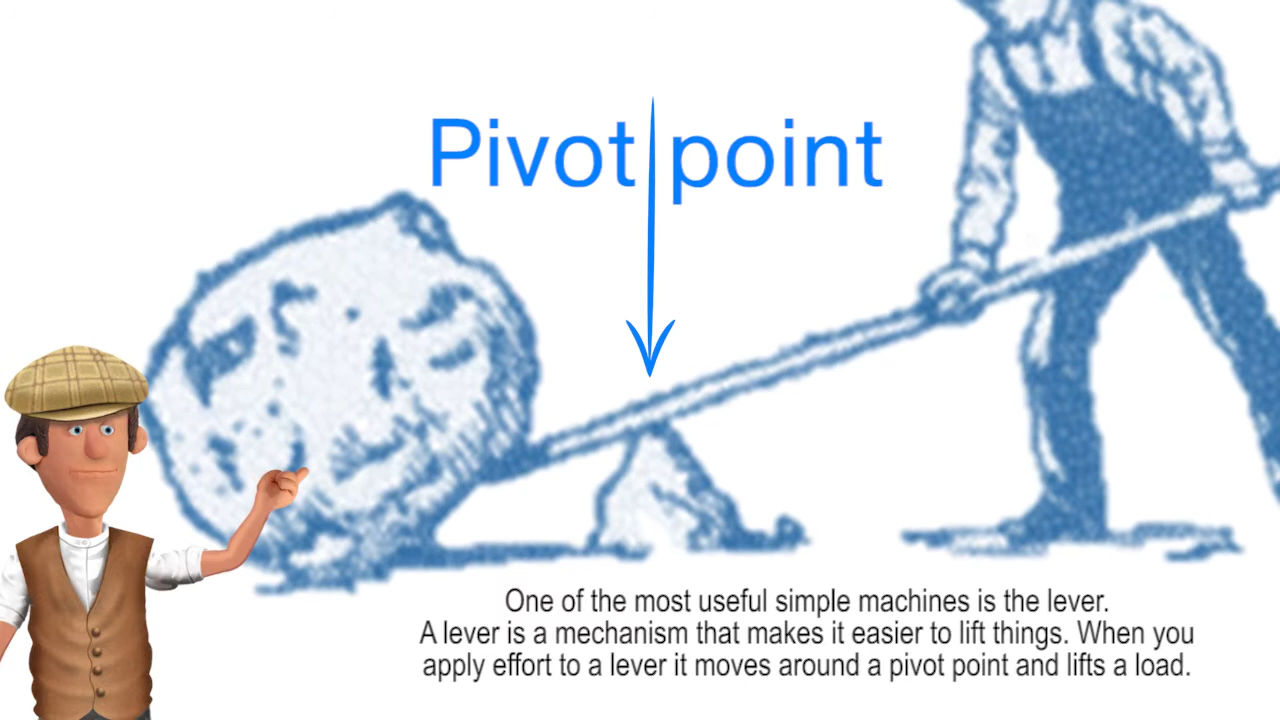 Pivot point
One of the most useful simple machines is the lever.
A lever is a mechanism that makes it easier to lift things. When you
apply effort to a lever it moves around a pivot point and lifts a load.